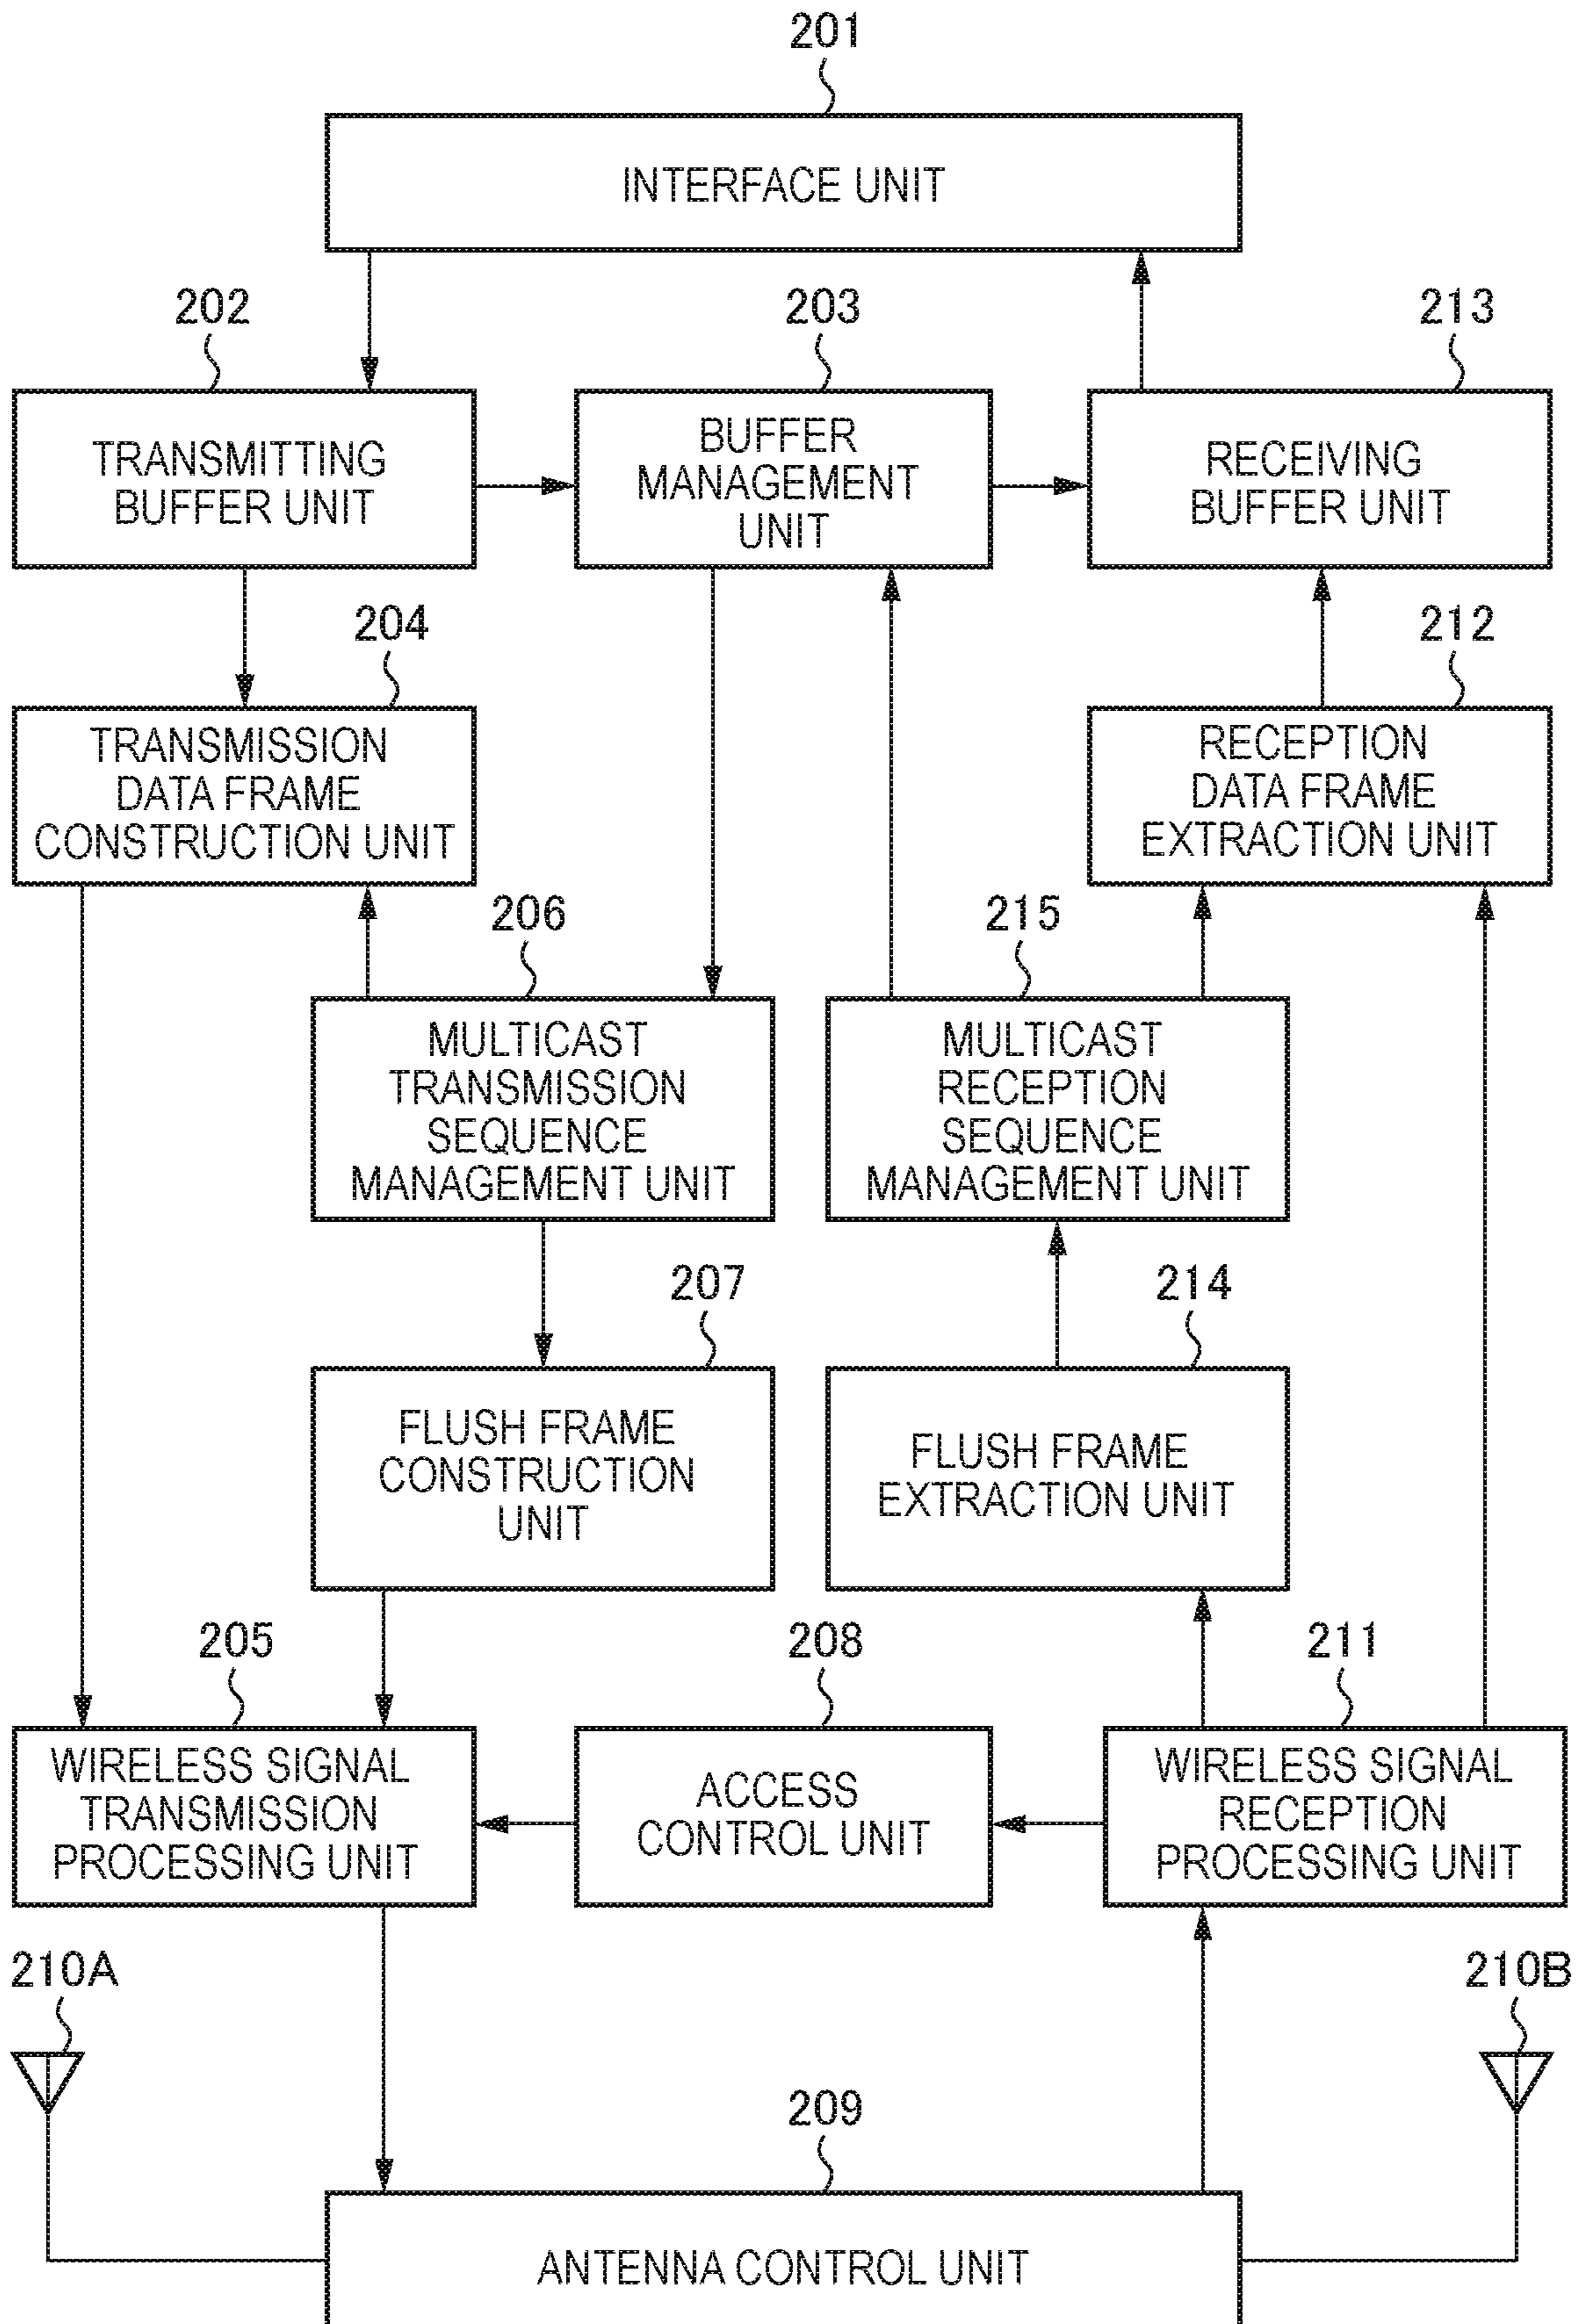 201
INTERFACE UNIT
202
203
213
TRANSMITTING
BUFFER UNIT
BUFFER
MANAGEMENT
UNIT
RECEIVING
BUFFER UNIT
204
212
TRANSMISSION
DATA FRAME
CONSTRUCTION UNIT
RECEPTION
DATA FRAME
EXTRACTION UNIT
206
215
MULTICAST
TRANSMISSION
SEQUENCE
MANAGEMENT UNIT
MULTICAST
RECEPTION
SEQUENCE
MANAGEMENT UNIT
207
214
FLUSH FRAME
CONSTRUCTION
UNIT
FLUSH FRAME
EXTRACTION UNIT
205
208
211
WIRELESS SIGNAL
TRANSMISSION
PROCESSING UNIT
ACCESS
CONTROL UNIT
WIRELESS SIGNAL
RECEPTION
PROCESSING UNIT
210A
210B
209
ANTENNA CONTROL UNIT